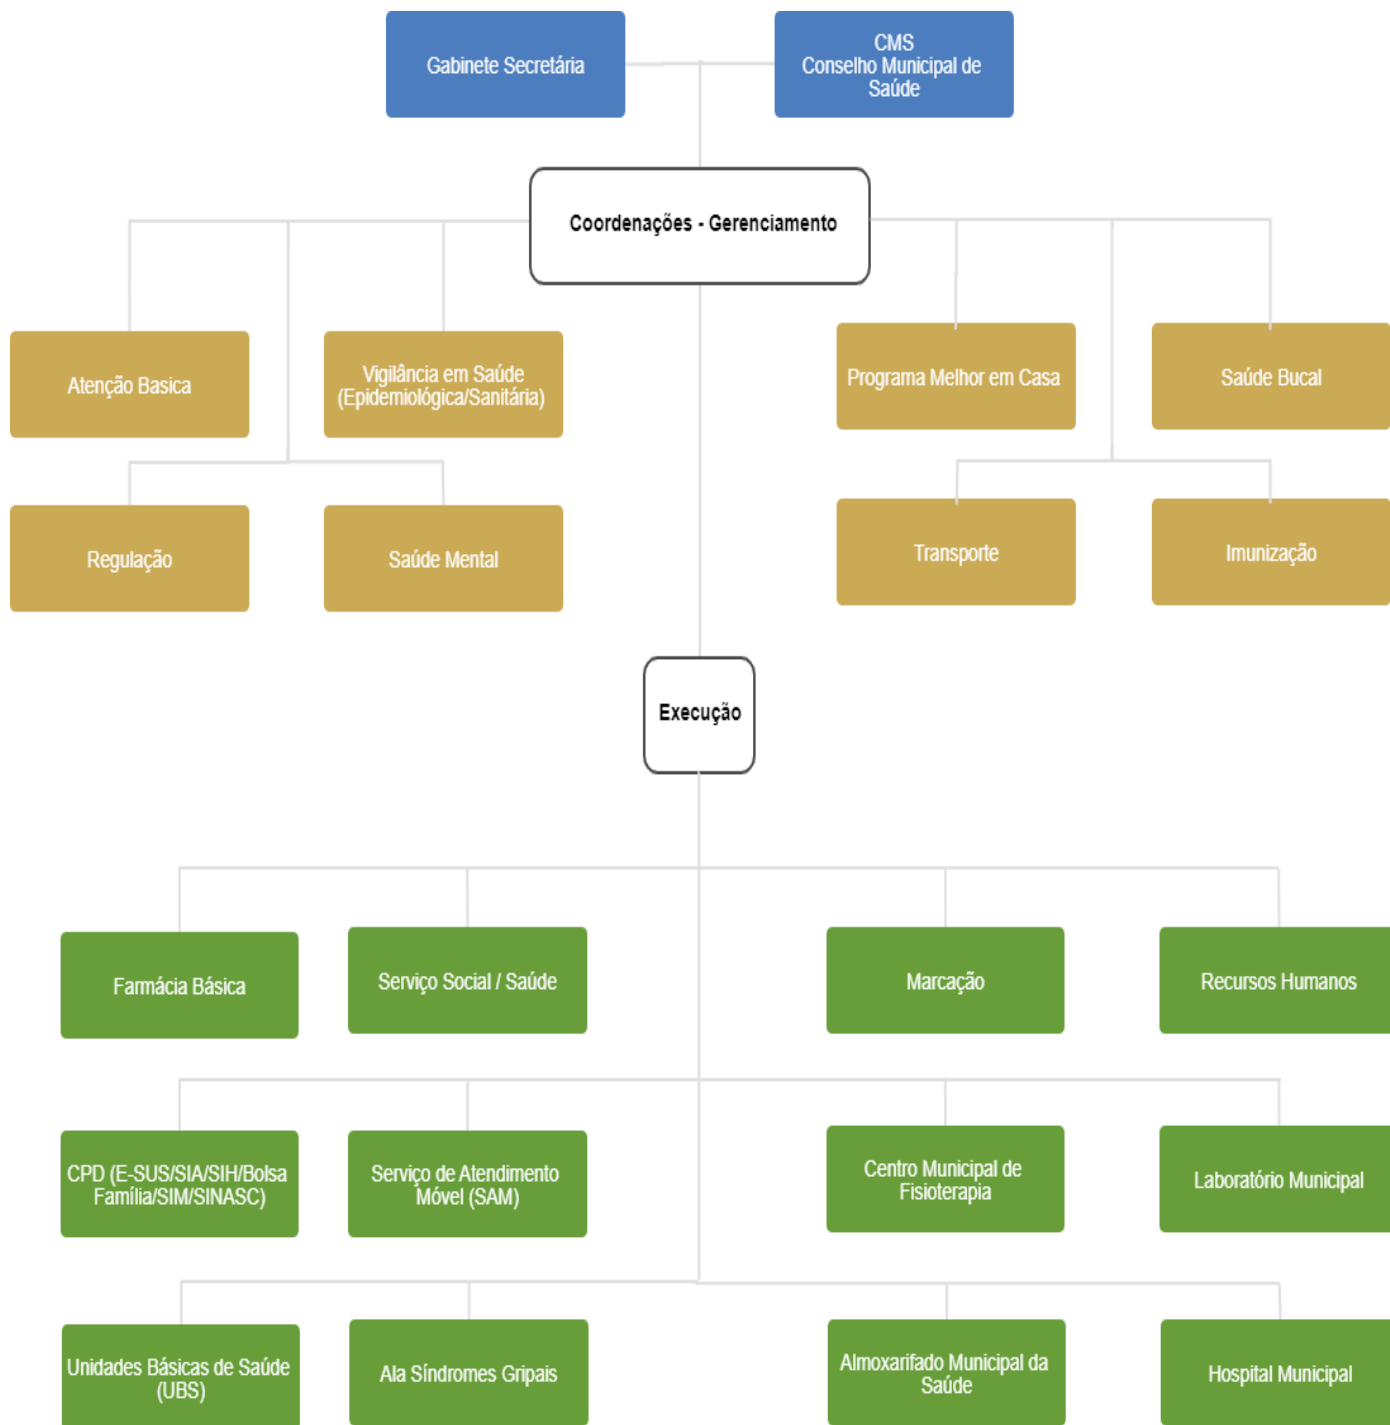 Gabinete Secretária
CMS
Conselho Municipal de
Saúde
Coordenações - Gerenciamento
Atenção Basica
Vigilância em Saúde
(Epidemiológica/Sanitária)
Programa Melhor em Casa
Saúde Bucal
Regulação
Saúde Mental
Transporte
Imunização
Execução
Farmácia Básica
Serviço Social / Saúde
Marcação
Recursos Humanos
CPD (E-SUS/SIA/SIH/Bolsa
Família/SIM/SINASC)
Serviço de Atendimento
Móvel (SAM)
Centro Municipal de
Fisioterapia
Laboratório Municipal
Unidades Básicas de Saúde
(UBS)
Ala Síndromes Gripais
Almoxarifado Municipal da
Saúde
Hospital Municipal